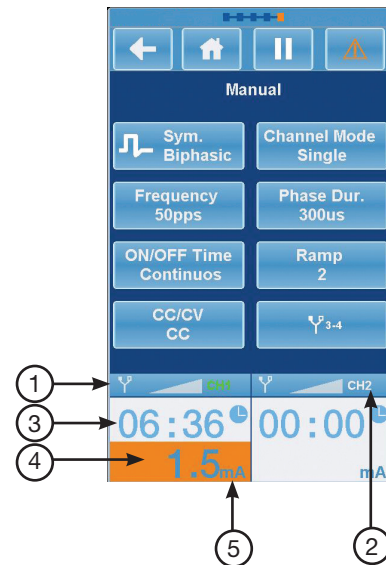 Manual
Sym.
Biphasic
Channel Mode
Single
Frequency
50pps
Phase Dur.
300us
ON/OFF Time
Continuos
Ramp
2
CC/CV
CC
3-4
1
CH1
CH2
3
06:36
00:00
4
1.5mA
mA
5
2